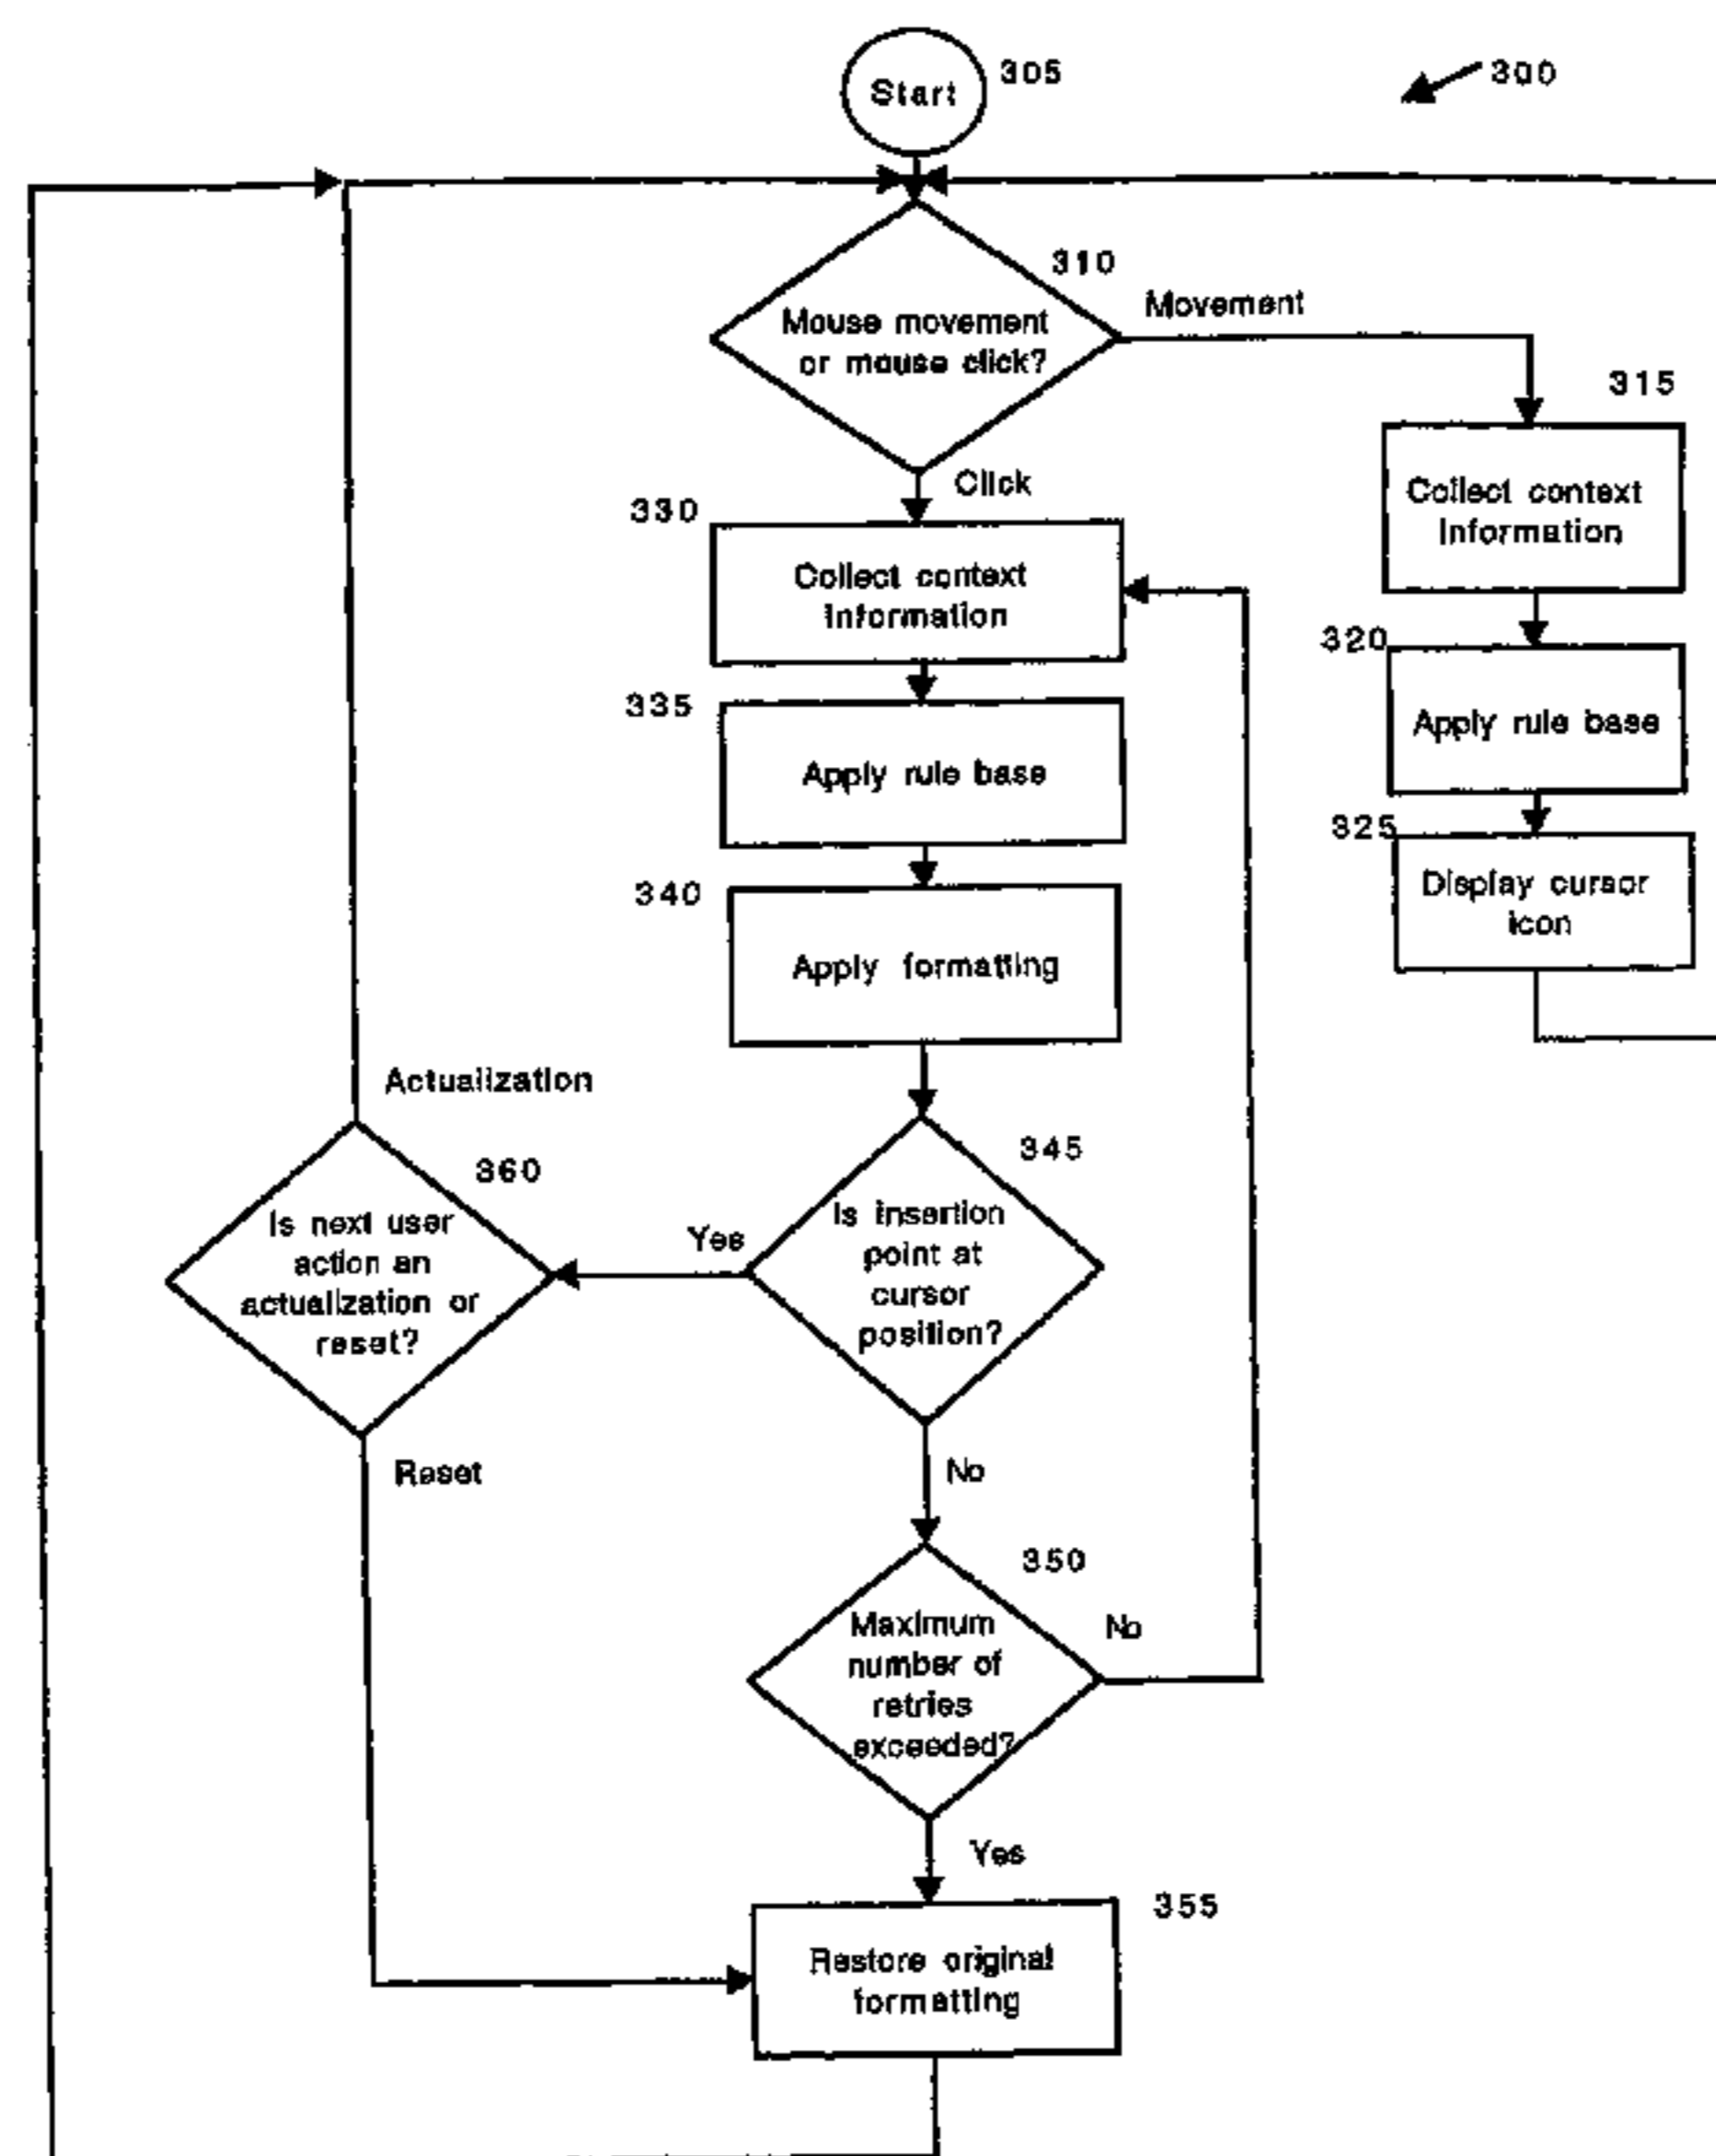 Start
305
300
310
Mouse movement
or mouse click?
Movement
315
Collect context
Information
Click
330
Collect context
Information
320
Apply rule base
335
Apply rule base
325
Display cursor
icon
340
Apply formatting
Actualization
360
Is next user
action an
actualization or
reset?
Yes
345
Is insertion
point at
cursor
position?
Reset
No
350
Maximum
number of
retries
exceeded?
No
Yes
355
Restore original
formatting